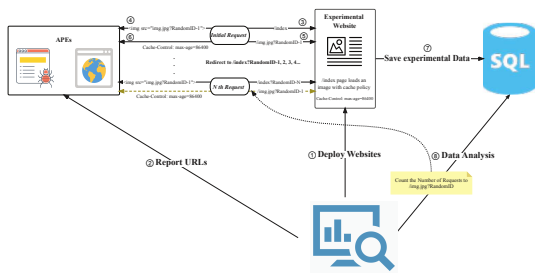 ④
<img src="img.jpg?RandomID-1">
Initial Request
③
/index
APEs
⑥
/img.jpg?RandomID-1
⑤
Cache-Control: max-age=86400
Redirect to /index?RandomID-1, 2, 3, 4...
<img src="img.jpg?RandomID-1">
N th Request
/index?RandomID-N
/img.jpg?RandomID-1
Cache-Control: max-age=86400
Experimental
Website
/index page loads an
image with cache policy
Cache-Control: max-age=86400
⑦
Save experimental Data
SQL
① Deploy Websites
② Report URLs
⑧ Data Analysis
Count the Number of Requests to
/img.jpg?RandomID